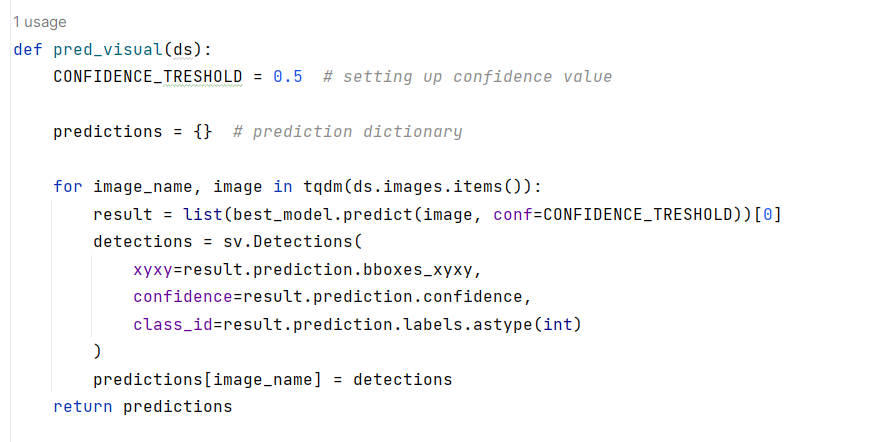 1 usage
def pred_visual(ds):
    CONFIDENCE_TRESHOLD = 0.5  # setting up confidence value

    predictions = {}  # prediction dictionary

    for image_name, image in tqdm(ds.images.items()):
        result = list(best_model.predict(image, conf=CONFIDENCE_TRESHOLD))[0]
        detections = sv.Detections(
            xyxy=result.prediction.bboxes_xyxy,
            confidence=result.prediction.confidence,
            class_id=result.prediction.labels.astype(int)
        )
        predictions[image_name] = detections
    return predictions